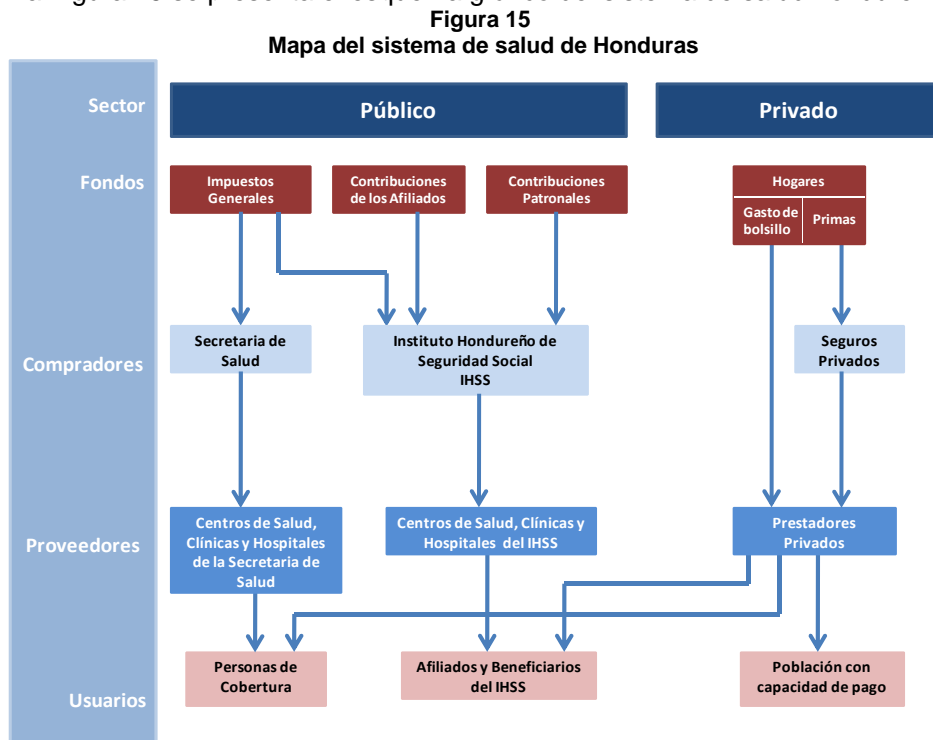 Figura 15
Mapa del sistema de salud de Honduras
Sector
Público
Privado
Fondos
Impuestos
Generales
Contribuciones
de los Afiliados
Contribuciones
Patronales
Hogares
Gasto de
bolsillo
Primas
Compradores
Secretaria de
Salud
Instituto Hondureño de
Seguridad Social
IHSS
Seguros
Privados
Proveedores
Centros de Salud,
Clínicas y Hospitales
de la Secretaria de
Salud
Centros de Salud, Clínicas y
Hospitales del IHSS
Prestadores
Privados
Usuarios
Personas de
Cobertura
Afiliados y Beneficiarios
del IHSS
Población con
capacidad de pago